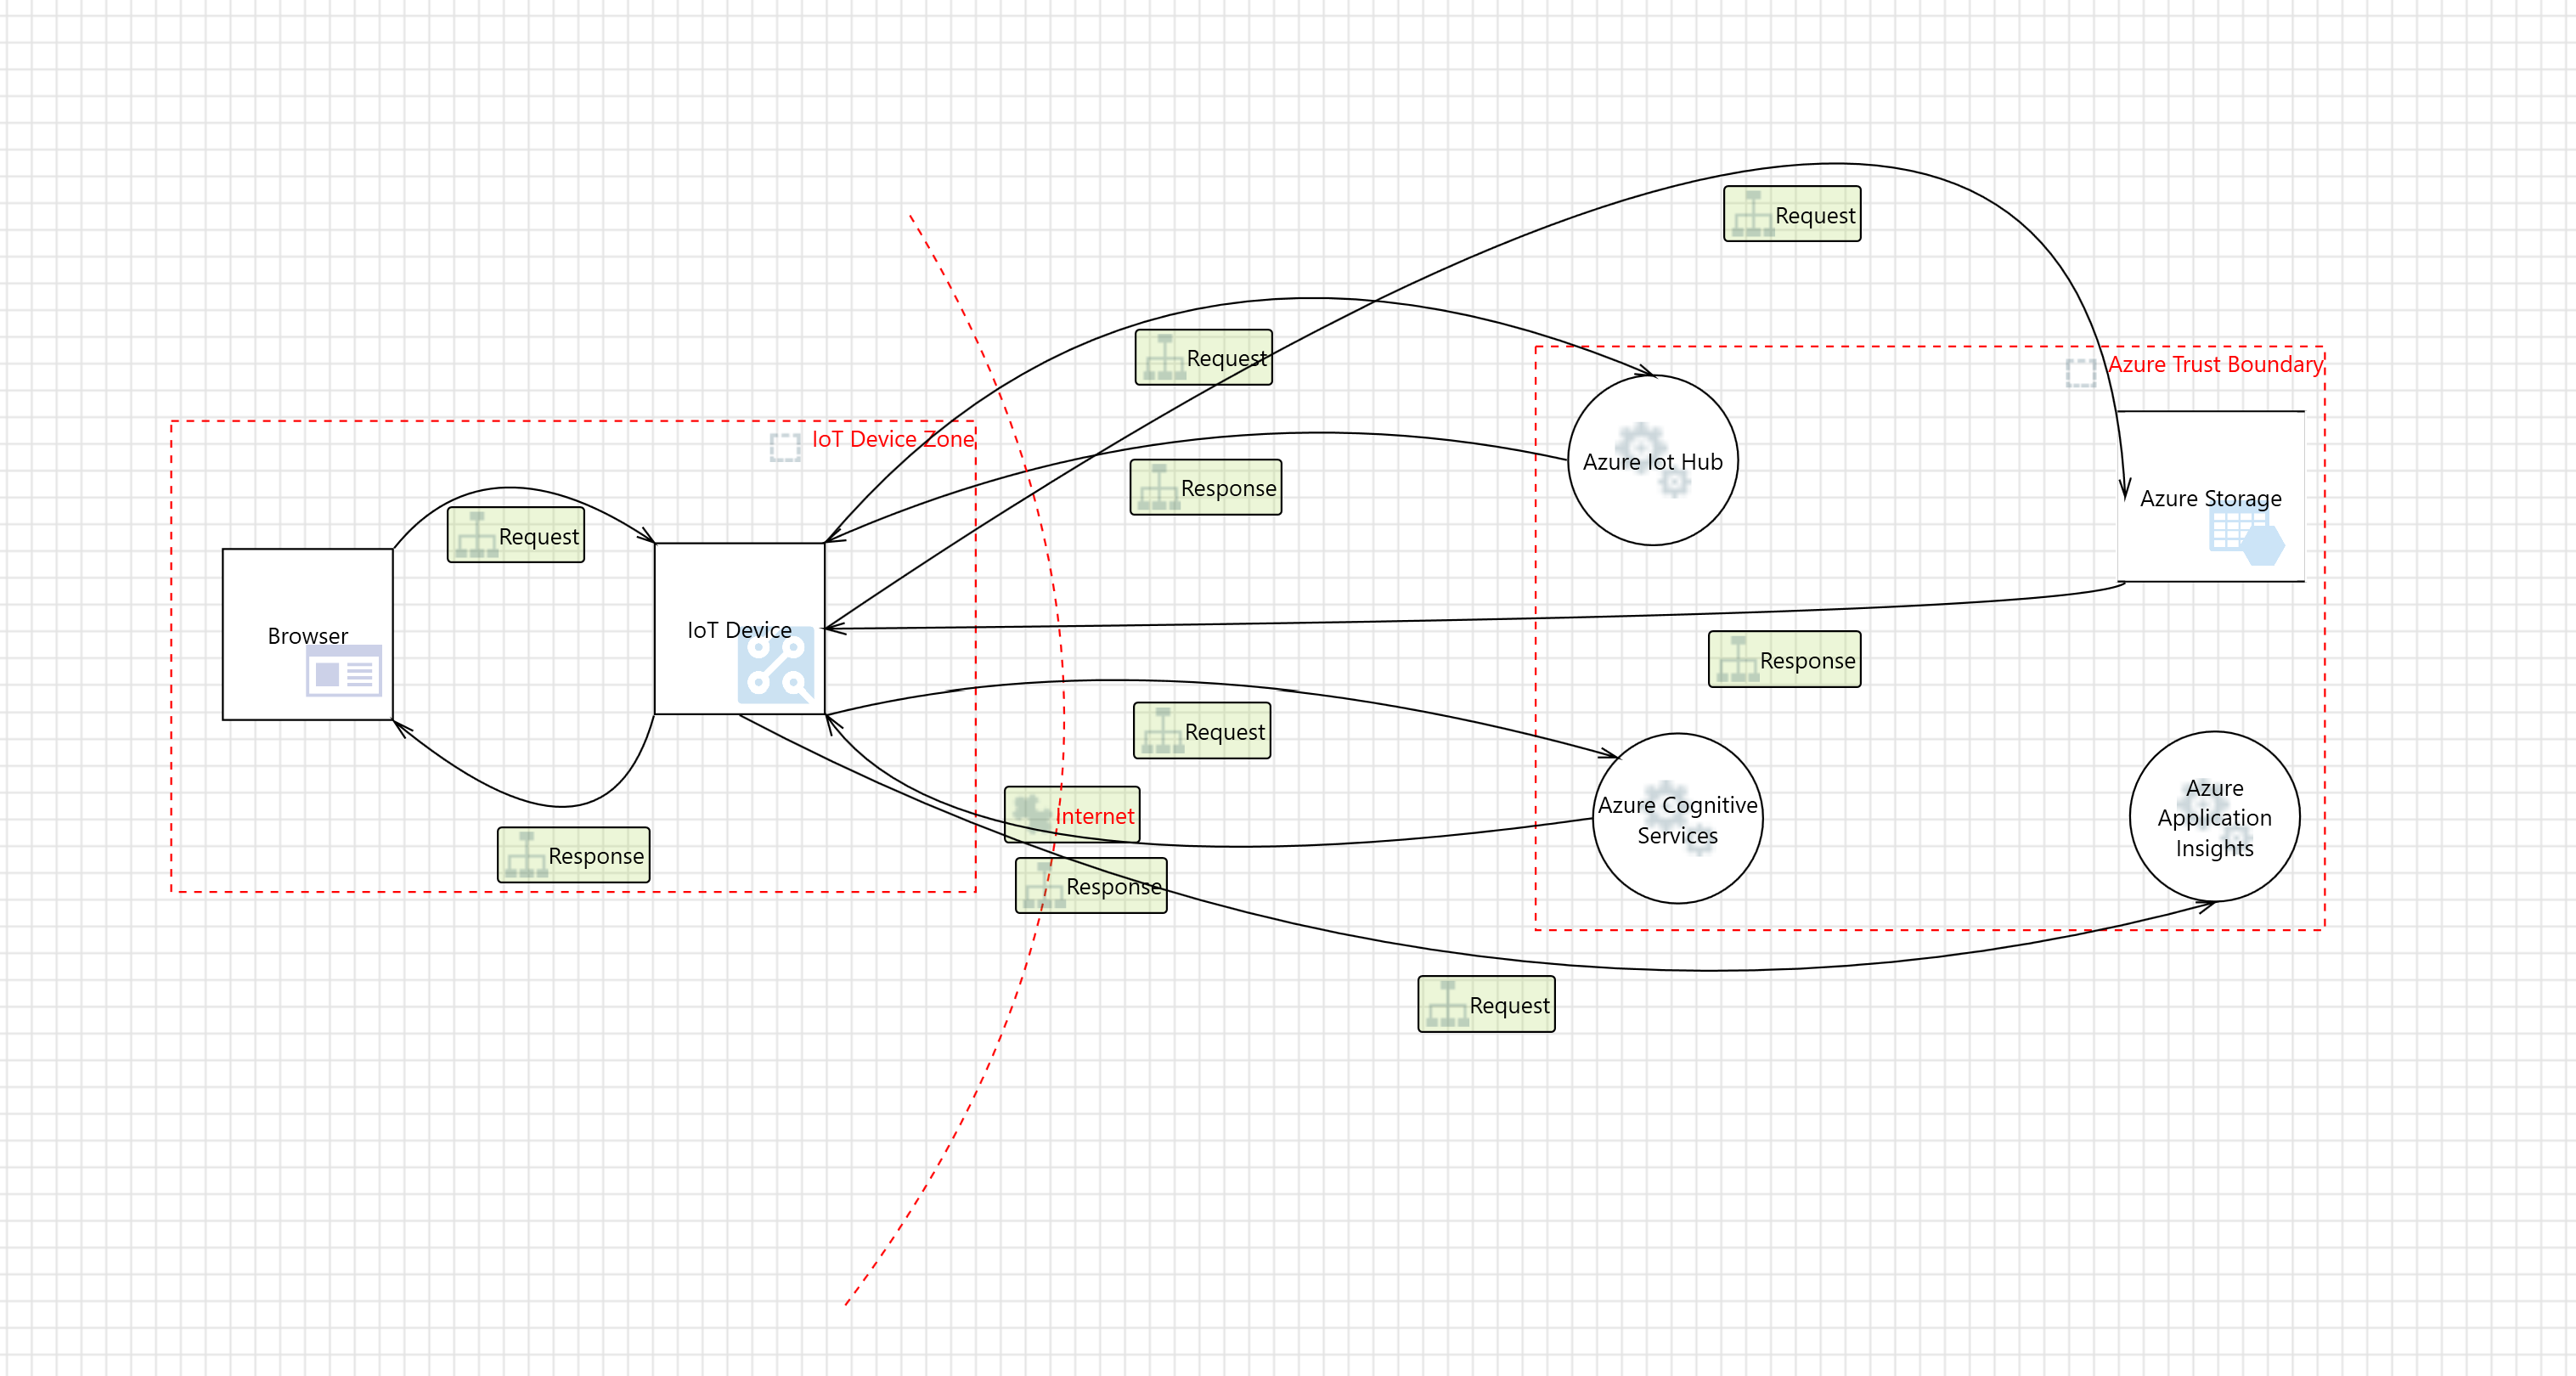 Request
Request
Azure Trust Boundary
IoT Device Zone
Azure Iot Hub
Response
Azure Storage
Request
IoT Device
Browser
Response
Request
Azure
Application
Insights
Azure Cognitive
Services
Internet
Response
Response
Request